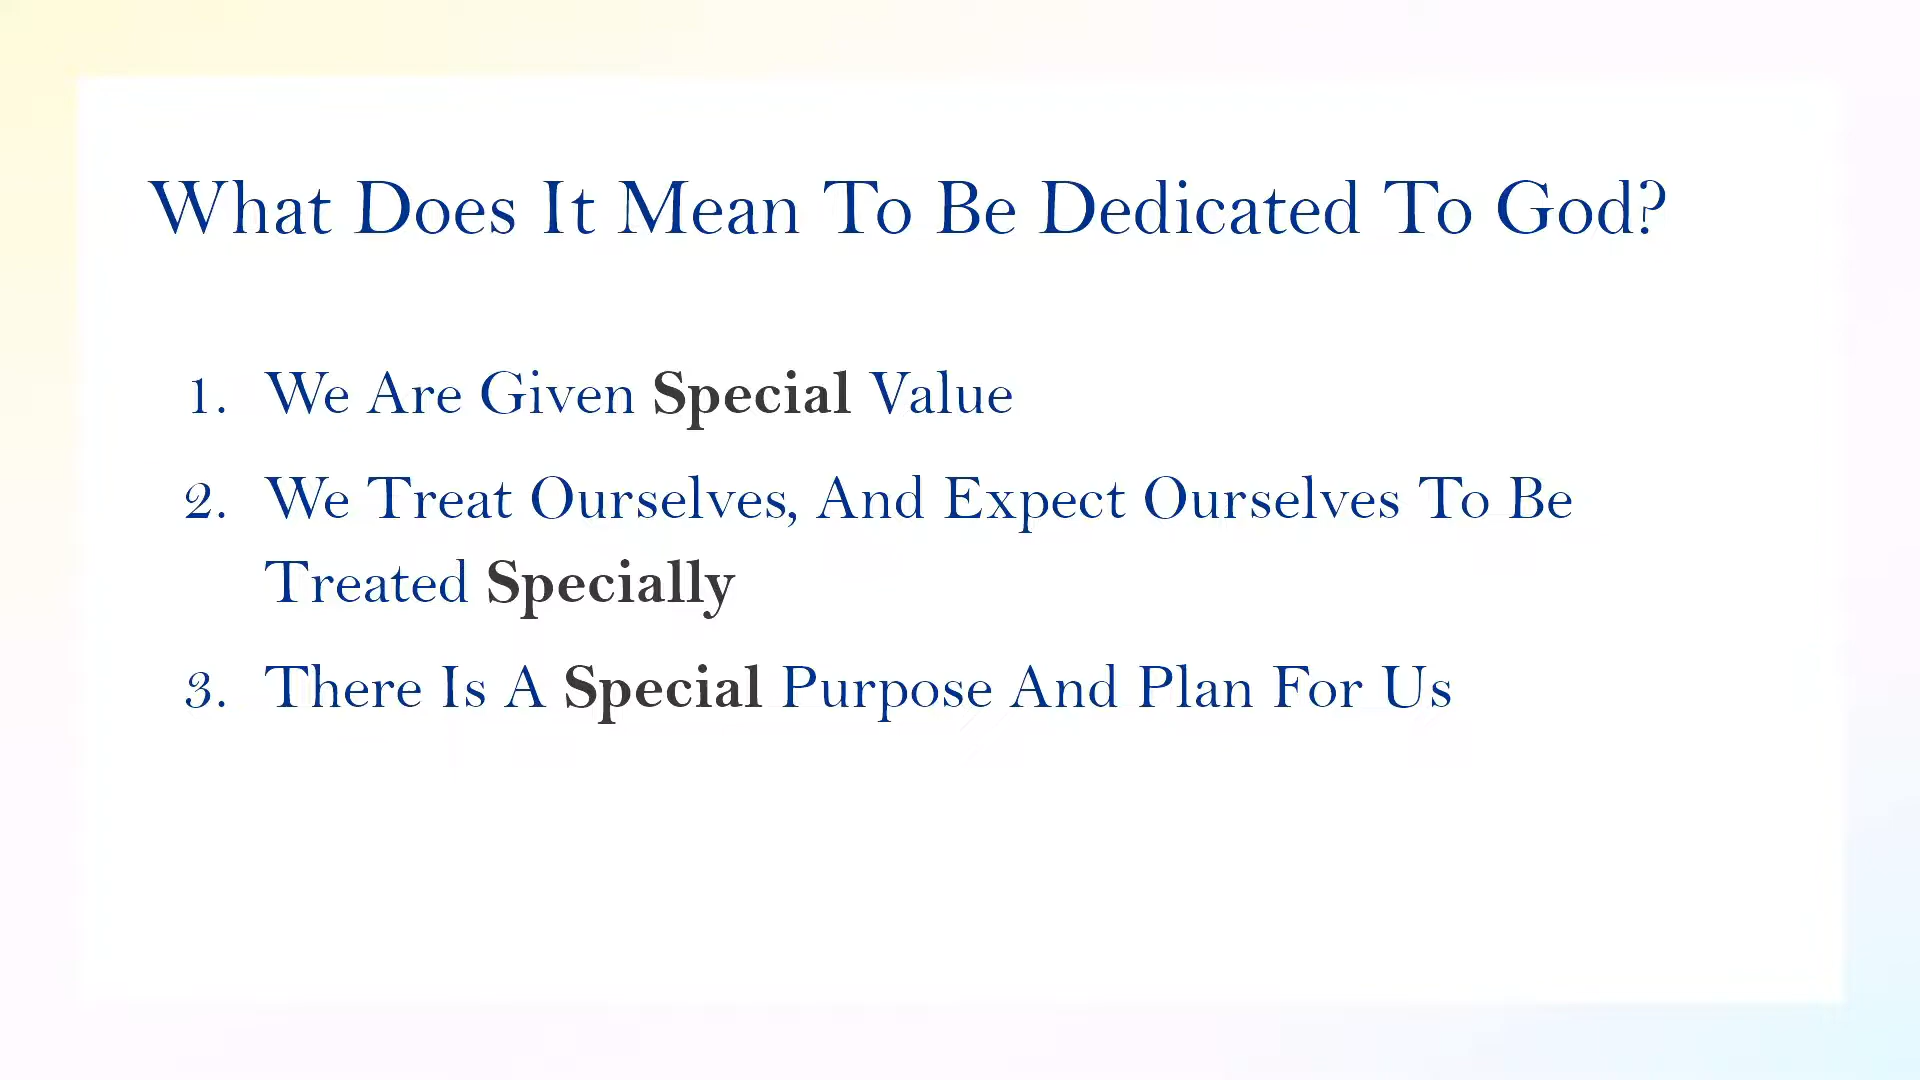 What Does It Mean To Be Dedicated To God?
1. We Are Given Special Value
2. We Treat Ourselves, And Expect Ourselves To Be
Treated Specially
3. There Is A Special Purpose And Plan For Us